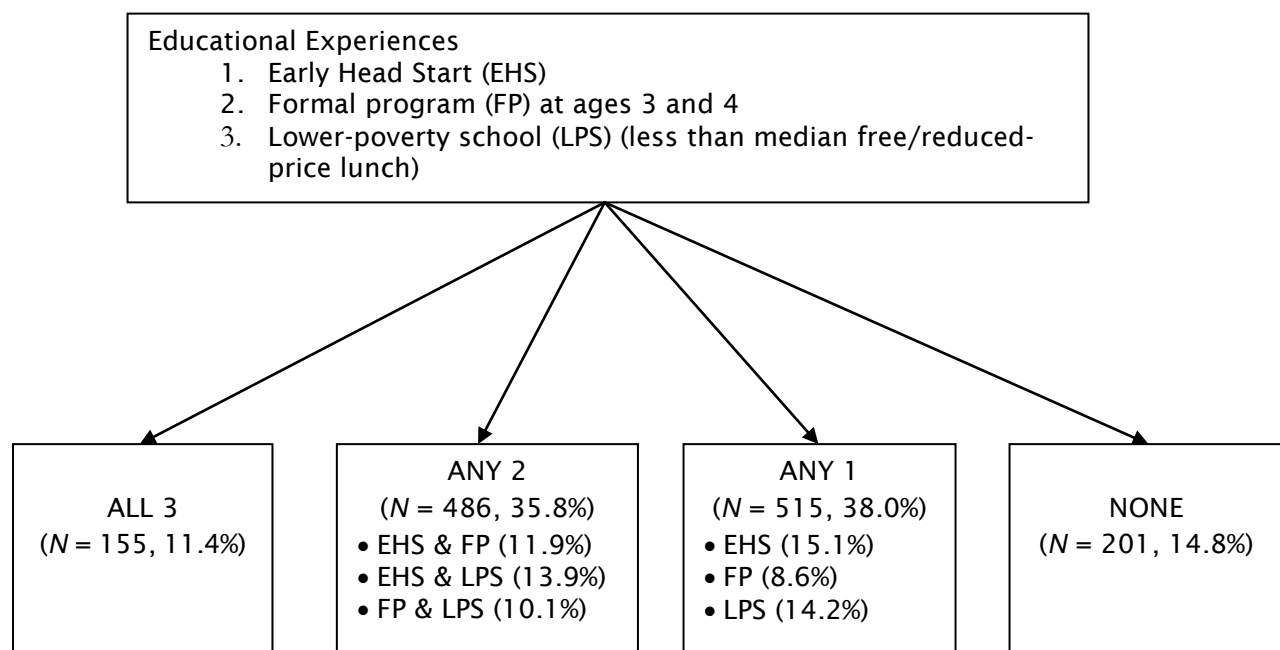 Educational Experiences
1. Early Head Start (EHS)
2. Formal program (FP) at ages 3 and 4
3. Lower-poverty school (LPS) (less than median free/reduced-
price lunch)
ALL 3
(N = 155, 11.4%)
ANY 2
(N = 486, 35.8%)
• EHS & FP (11.9%)
• EHS & LPS (13.9%)
• FP & LPS (10.1%)
ANY 1
(N = 515, 38.0%)
• EHS (15.1%)
• FP (8.6%)
• LPS (14.2%)
NONE
(N = 201, 14.8%)